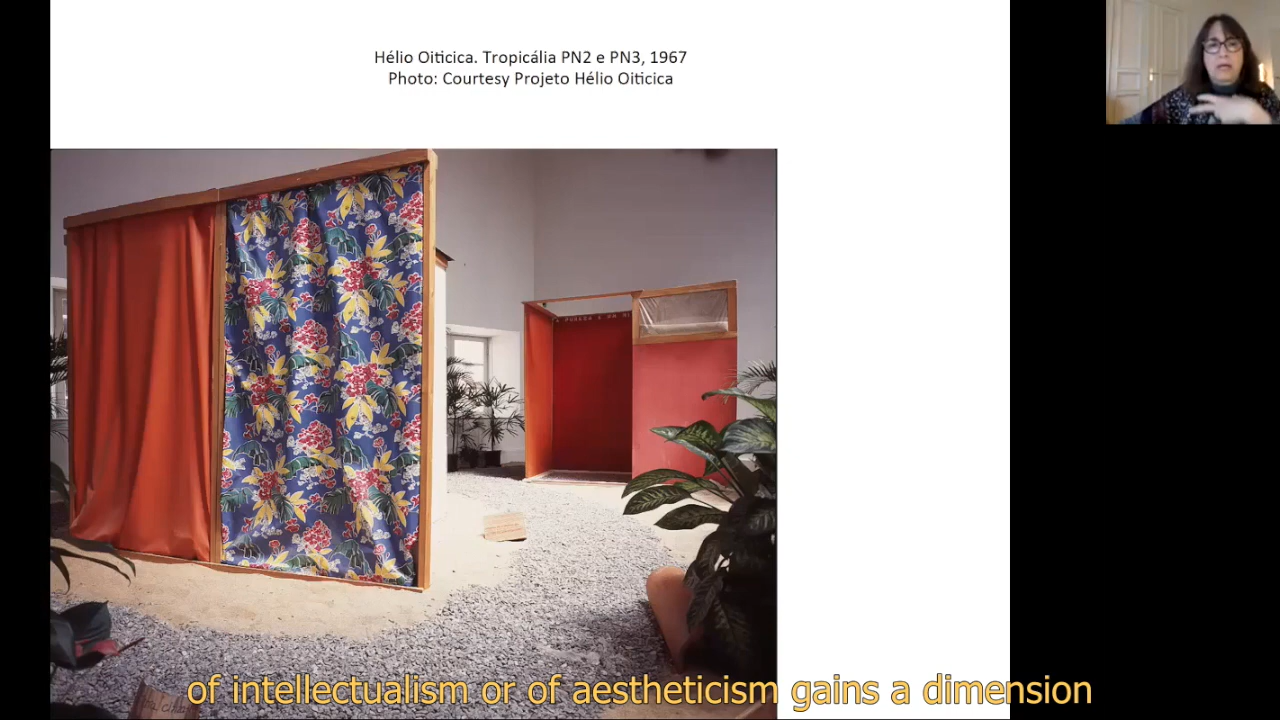 Hélio Oiticica. Tropicália PN2 e PN3, 1967
Photo: Courtesy Projeto Hélio Oiticica
of intellectualism or of aestheticism gains a dimension